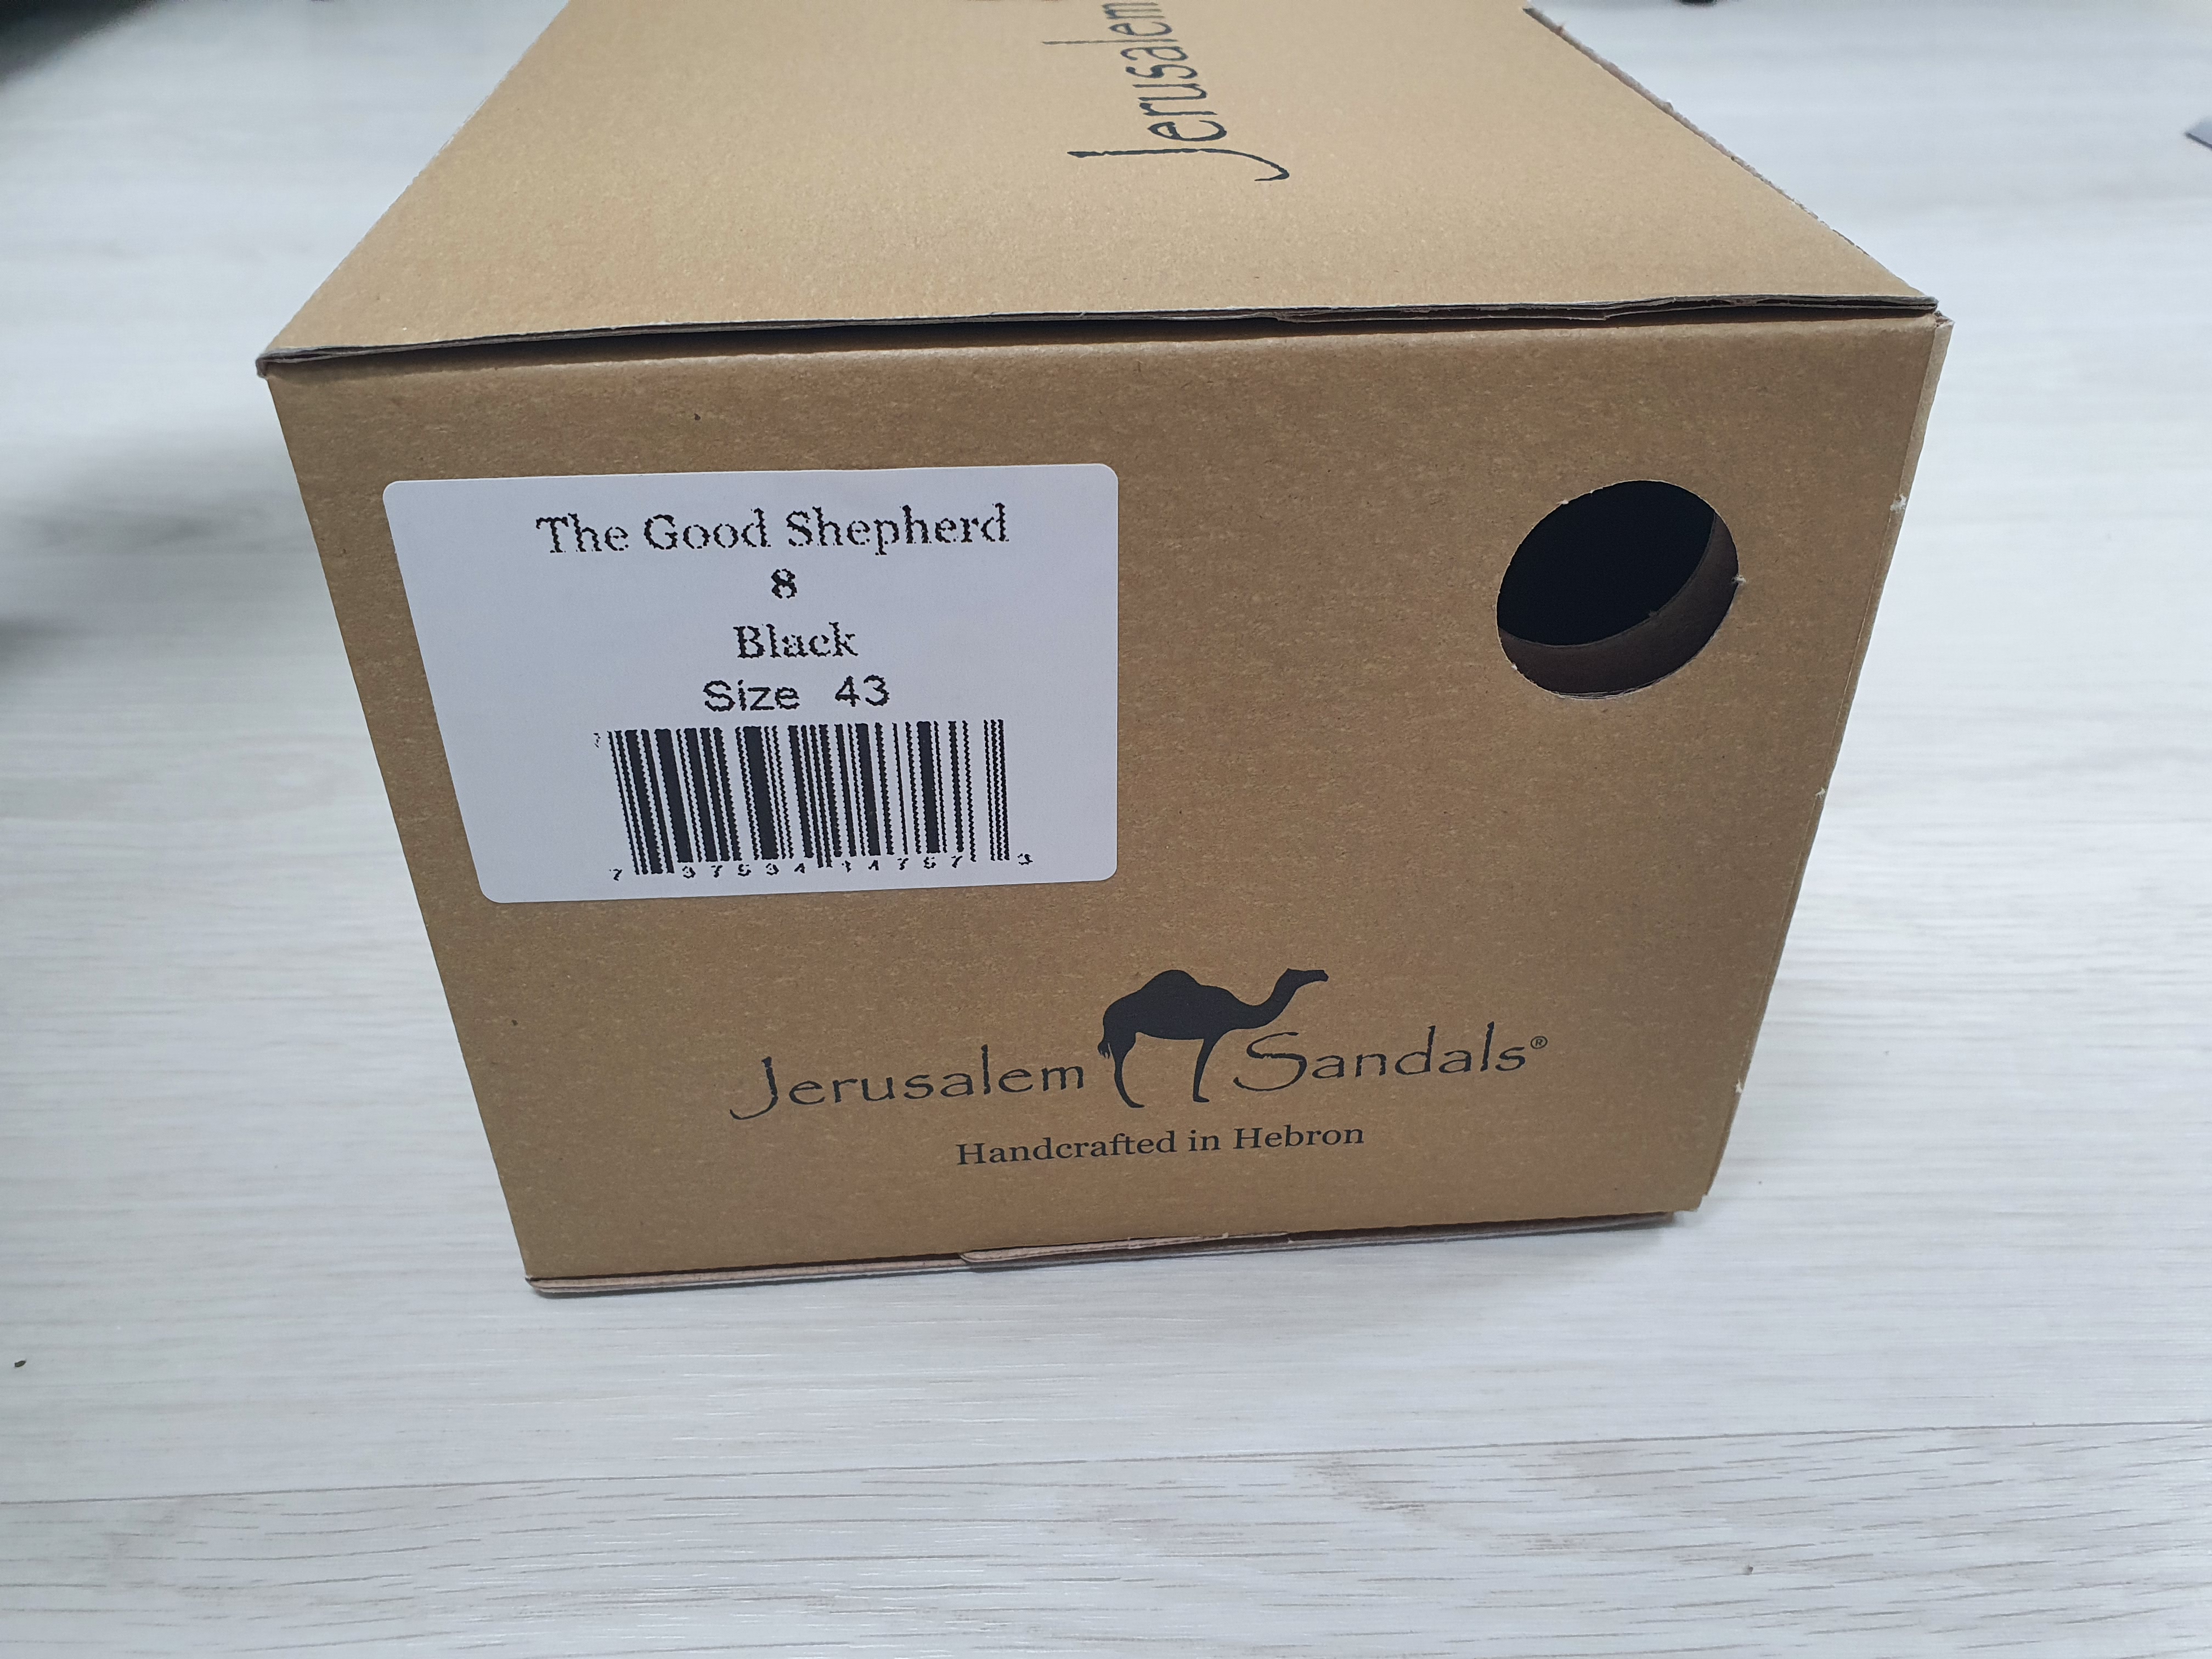 Jerusalem
The Good Shepherd
8
Black
Size 43
Jerusalem Sandals®
Handcrafted in Hebron